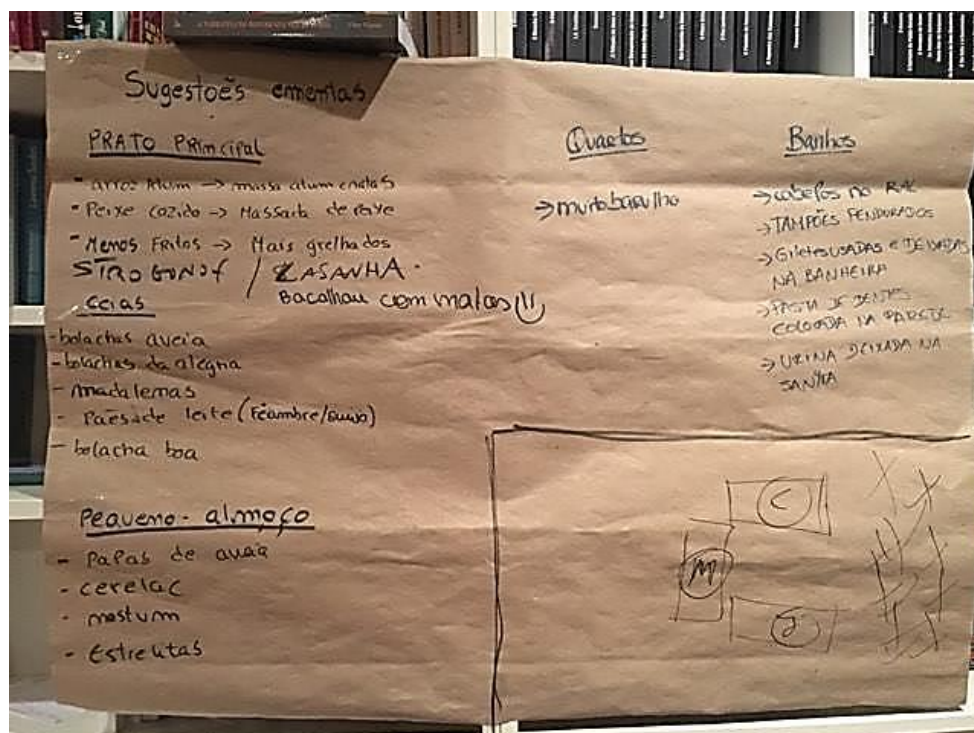 Sugestões ementas
PRATO PRINCIPAL
- arroz Atum -> massa atum enlatas
- Peixe cozido -> Massada de peixe
- Menos Fritos -> Mais grelhados
STROGONOF / LASANHA.
Bacalhau com natas!!!
Ceias
- bolachas aveia
- bolachas da alegria
- madalenas
- Pães de leite (Fiambre/Queijo)
- bolacha boa
Pequeno-almoço
- Papas de aveia
- cerelac
- nestum
- Estrelitas
Quartos
-> muito barulho
Banhos
-> cabelos no
-> TAMPÕES PENDURADOS
-> Giletes USADAS e DEIXADAS
NA BANHEIRA
-> PASTA DE DENTES
COLOCADA NA PAREDE
-> URINA DEIXADA NA
SANITA
C
M